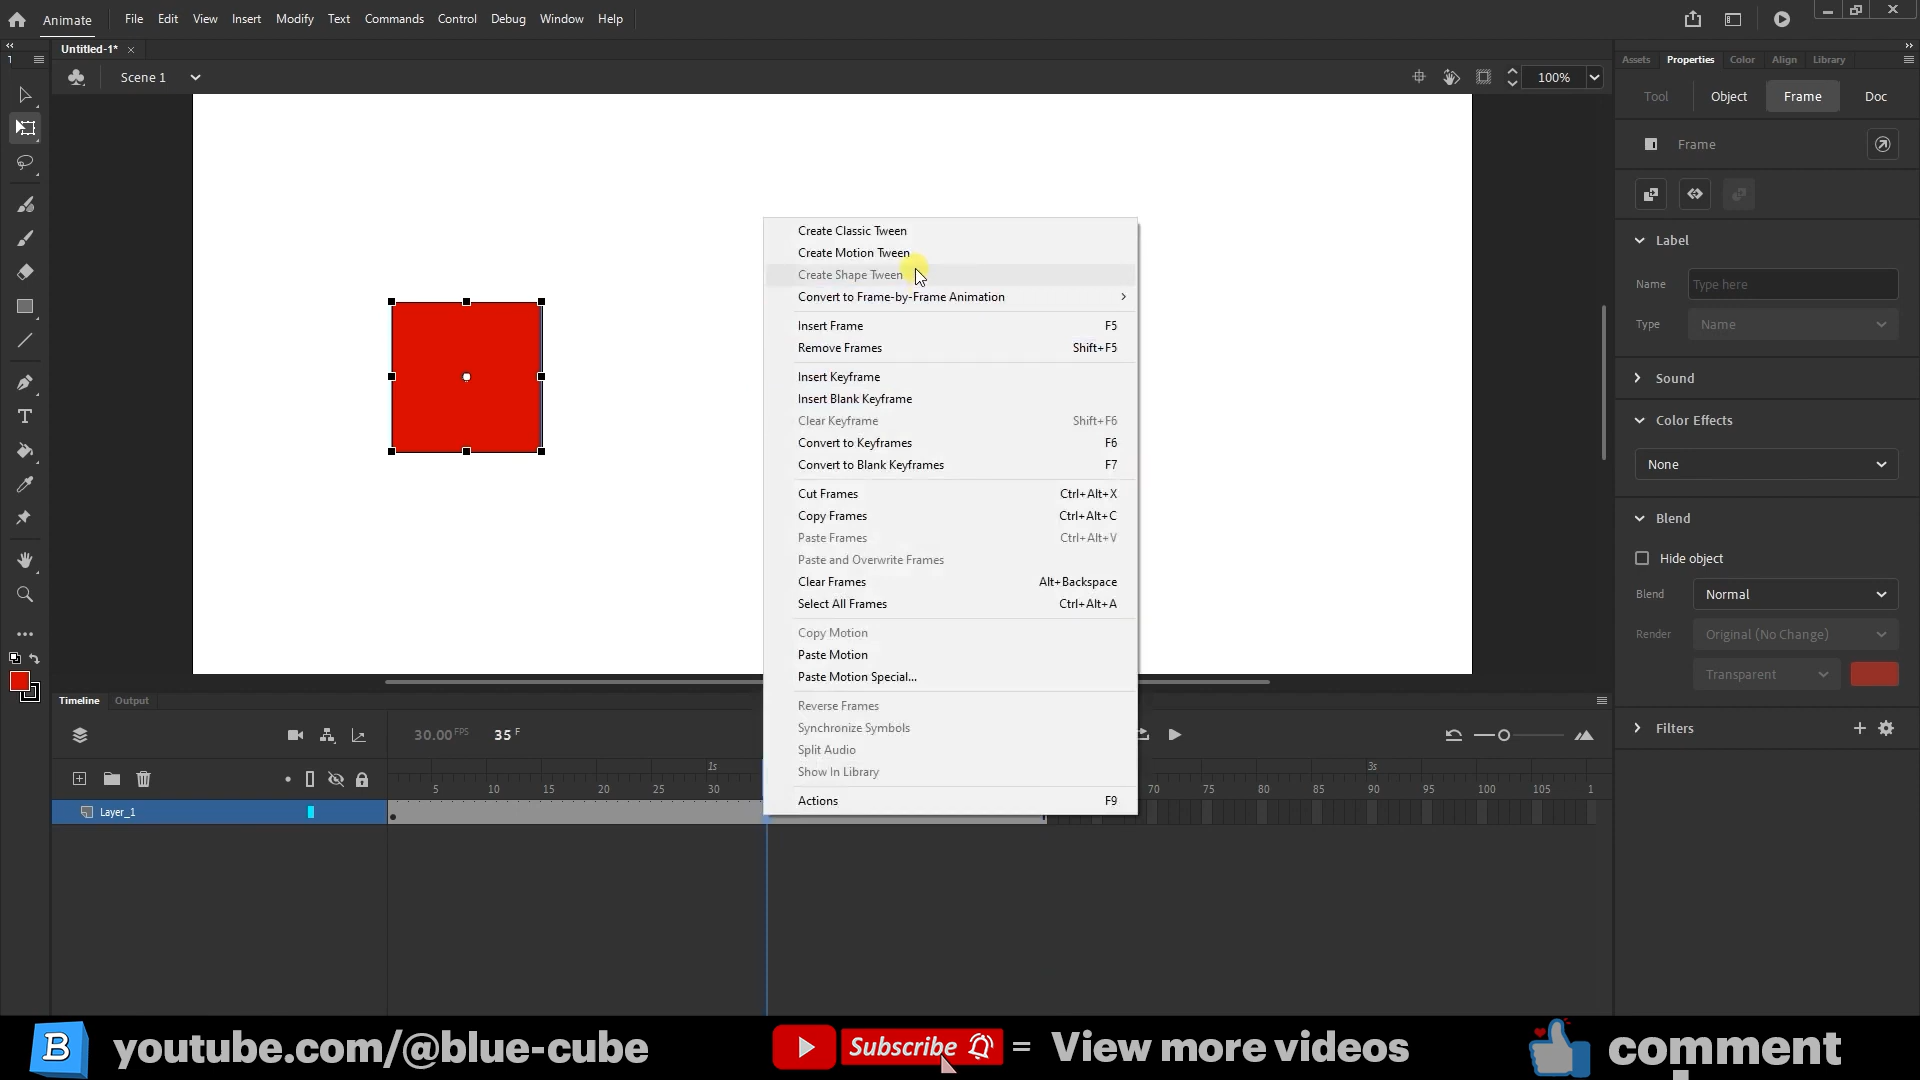 Animate File Edit View Insert Modify Text Commands Control Debug Window Help
Untitled-1* ×
Scene 1 100%
Assets Properties Color Align Library
Tool Object Frame Doc
Frame
Label
Name Type here
Type Name
Sound
Color Effects
None
Blend
Hide object
Blend Normal
Render Original (No Change)
Transparent
Filters
Create Classic Tween
Create Motion Tween
Create Shape Tween
Convert to Frame-by-Frame Animation
Insert Frame F5
Remove Frames Shift+F5
Insert Keyframe
Insert Blank Keyframe
Clear Keyframe Shift+F6
Convert to Keyframes F6
Convert to Blank Keyframes F7
Cut Frames Ctrl+Alt+X
Copy Frames Ctrl+Alt+C
Paste Frames Ctrl+Alt+V
Paste and Overwrite Frames
Clear Frames Alt+Backspace
Select All Frames Ctrl+Alt+A
Copy Motion
Paste Motion
Paste Motion Special...
Reverse Frames
Synchronize Symbols
Split Audio
Show In Library
Actions F9
Timeline Output
30.00 FPS 35 F
1s 3s
5 10 15 20 25 30 70 75 80 85 90 95 100 105 1
Layer_1
B youtube.com/@blue-cube Subscribe = View more videos comment